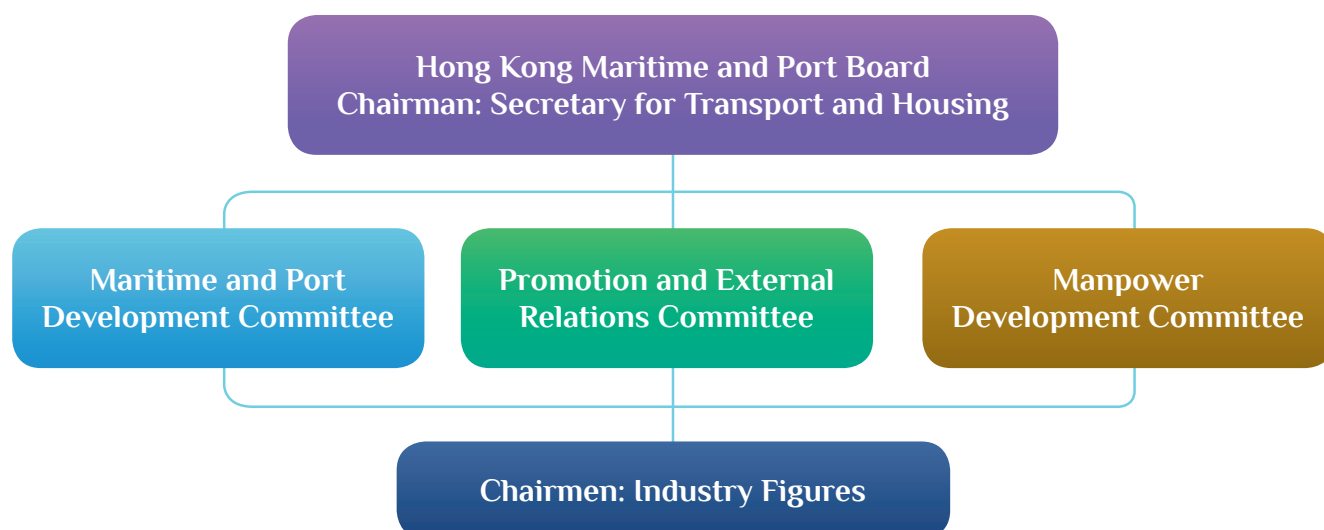 Hong Kong Maritime and Port Board
Chairman: Secretary for Transport and Housing
Maritime and Port
Development Committee
Promotion and External
Relations Committee
Manpower
Development Committee
Chairmen: Industry Figures